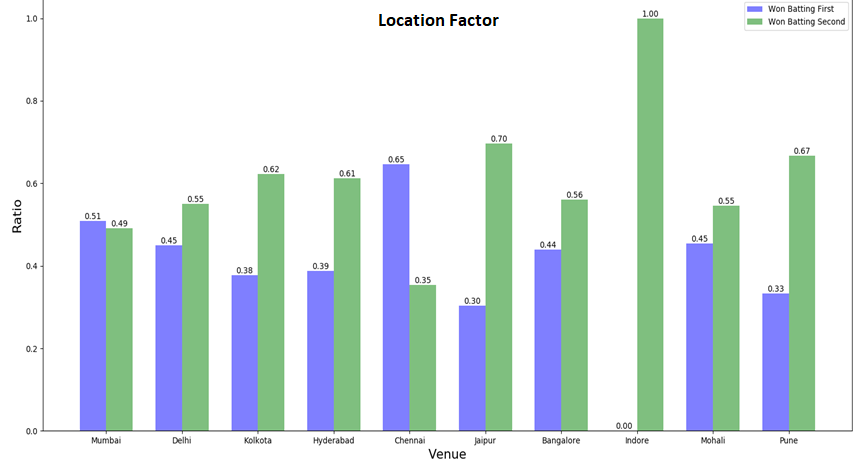 Location Factor
Won Batting First
Won Batting Second
Ratio
1.0
0.8
0.6
0.4
0.2
0.0
0.51 0.49
0.45 0.55
0.38 0.62
0.39 0.61
0.65 0.35
0.30 0.70
0.44 0.56
0.00 1.00
0.45 0.55
0.33 0.67
Mumbai Delhi Kolkota Hyderabad Chennai Jaipur Bangalore Indore Mohali Pune
Venue